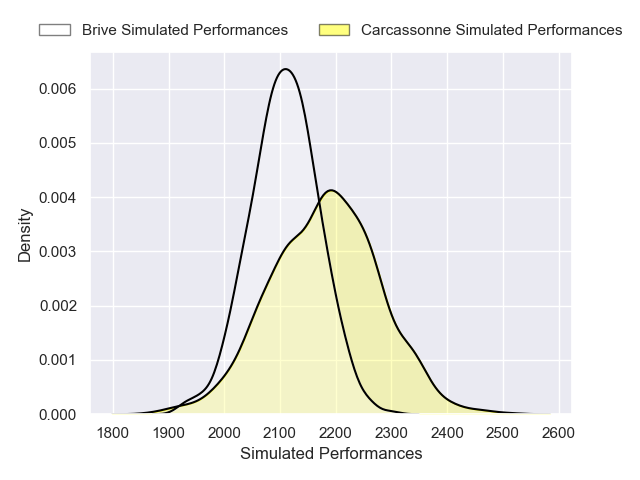 Brive Simulated Performances
Carcassonne Simulated Performances
0.006
0.005
0.004
0.003
0.002
0.001
0.000
Density
1800 1900 2000 2100 2200 2300 2400 2500 2600
Simulated Performances